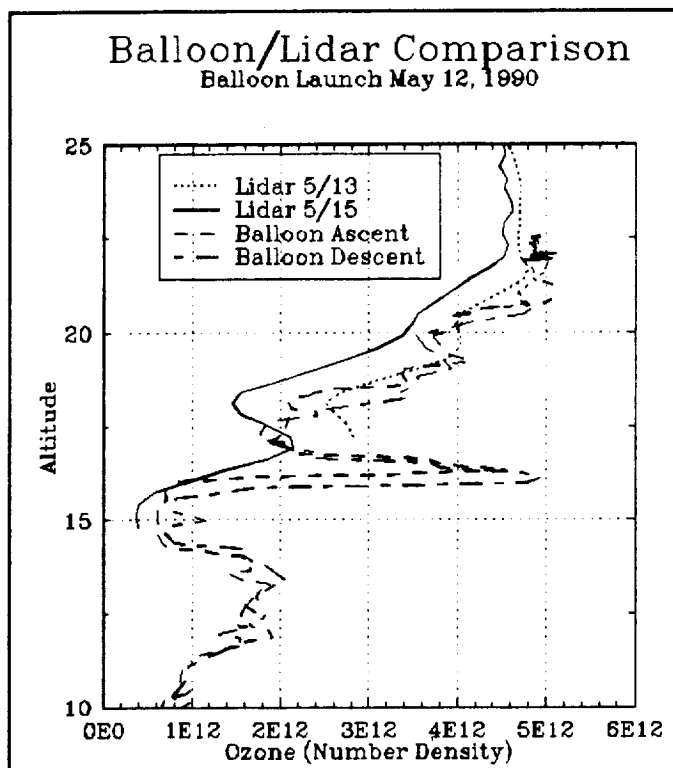 Balloon/Lidar Comparison
Balloon Launch May 12, 1990
Lidar 5/13
Lidar 5/15
Balloon Ascent
Balloon Descent
25
20
15
10
Altitude
0E0 1E12 2E12 3E12 4E12 5E12 6E12
Ozone (Number Density)